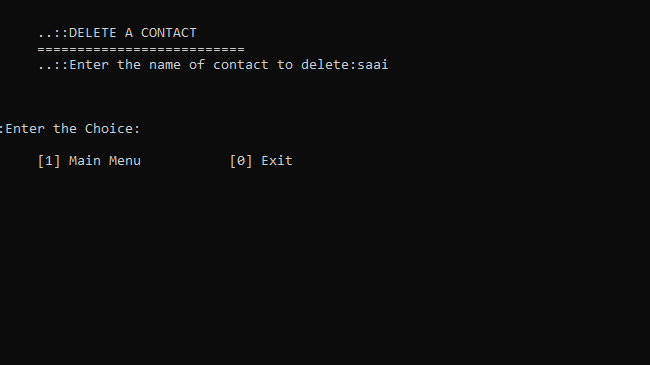 ..::DELETE A CONTACT
==========================
..::Enter the name of contact to delete:saai
:Enter the Choice:
[1] Main Menu [0] Exit